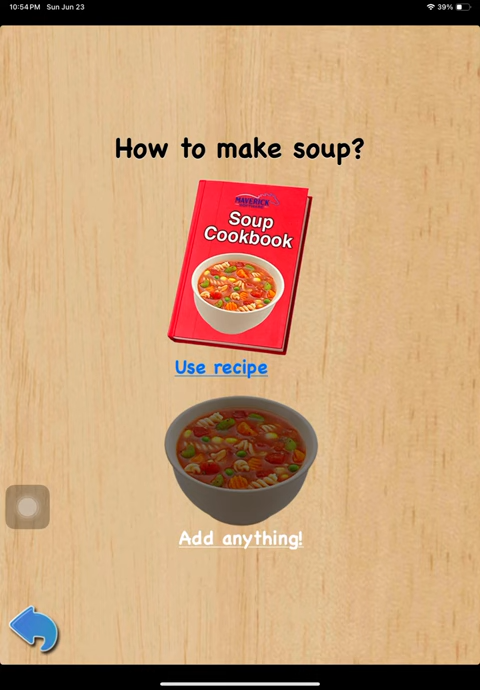 10:54 PM Sun Jun 23
39%
How to make soup?
MAVERICK
Soup
Cookbook
Use recipe
Add anything!